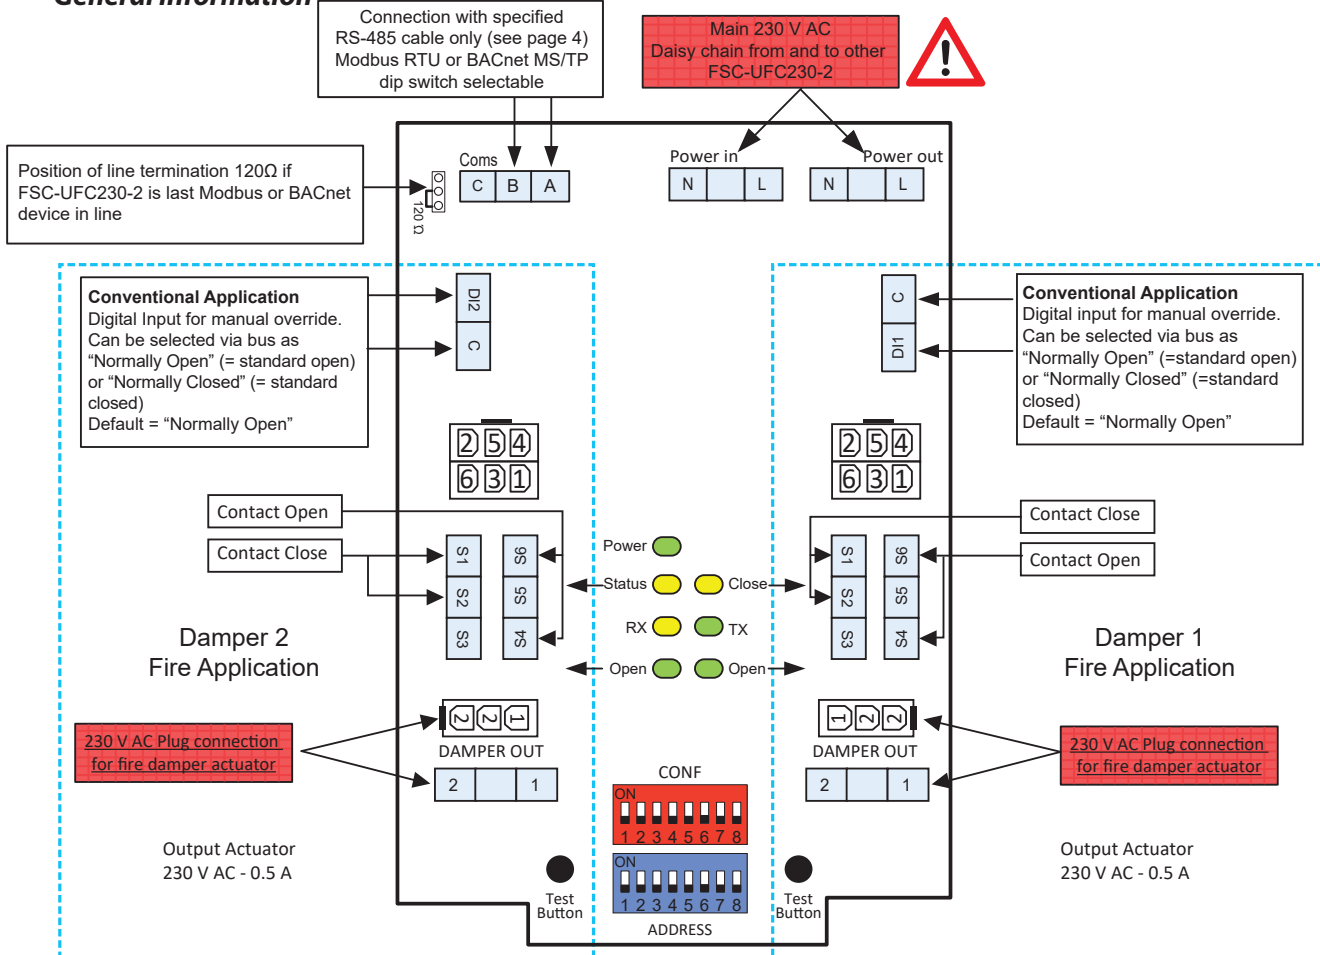 General Information
Connection with specified
RS-485 cable only (see page 4)
Modbus RTU or BACnet MS/TP
dip switch selectable
Main 230 V AC
Daisy chain from and to other
FSC-UFC230-2
!
Position of line termination 120Ω if
FSC-UFC230-2 is last Modbus or BACnet
device in line
120 Ω
Coms
C B A
Power in
N L
Power out
N L
Conventional Application
Digital Input for manual override.
Can be selected via bus as
“Normally Open” (= standard open)
or “Normally Closed” (= standard
closed)
Default = “Normally Open”
DI2
C
C
DI1
Conventional Application
Digital input for manual override.
Can be selected via bus as
“Normally Open” (=standard open)
or “Normally Closed” (=standard
closed)
Default = “Normally Open”
2 5 4
6 3 1
2 5 4
6 3 1
Contact Open
Contact Close
S1 S6
S2 S5
S3 S4
Power
Status Close
RX TX
Open Open
S1 S6
S2 S5
S3 S4
Contact Close
Contact Open
Damper 2
Fire Application
Damper 1
Fire Application
230 V AC Plug connection
for fire damper actuator
2 2 1
DAMPER OUT
2 1
1 2 2
DAMPER OUT
2 1
230 V AC Plug connection
for fire damper actuator
CONF
ON
1 2 3 4 5 6 7 8
ON
1 2 3 4 5 6 7 8
ADDRESS
Output Actuator
230 V AC - 0.5 A
Test
Button
Test
Button
Output Actuator
230 V AC - 0.5 A